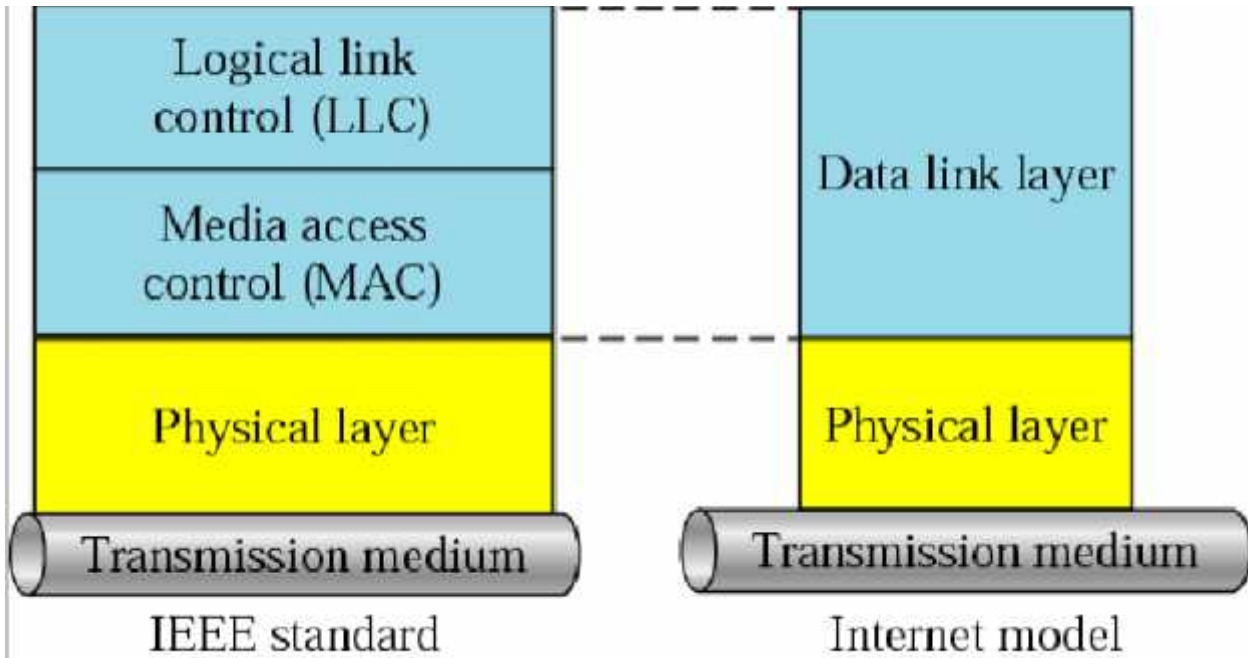 Logical link
control (LLC)
Media access
control (MAC)
Physical layer
Transmission medium
IEEE standard
Data link layer
Physical layer
Transmission medium
Internet model